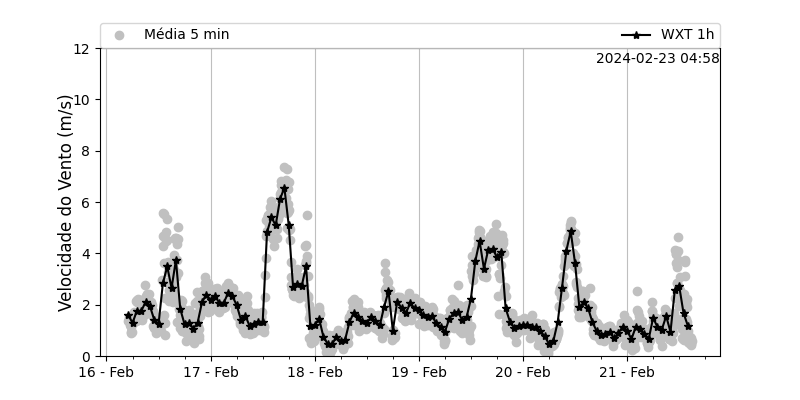 Média 5 min
WXT 1h
2024-02-23 04:58
Velocidade do Vento (m/s)
12
10
8
6
4
2
0
16 - Feb
17 - Feb
18 - Feb
19 - Feb
20 - Feb
21 - Feb